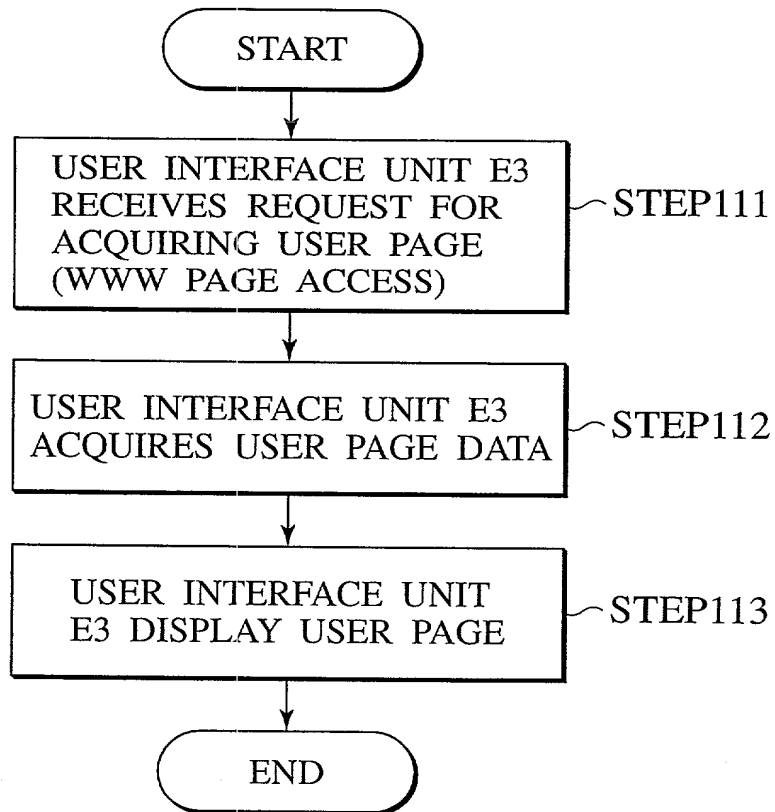 START
USER INTERFACE UNIT E3
RECEIVES REQUEST FOR
ACQUIRING USER PAGE
(WWW PAGE ACCESS)
STEP111
USER INTERFACE UNIT E3
ACQUIRES USER PAGE DATA
STEP112
USER INTERFACE UNIT
E3 DISPLAY USER PAGE
STEP113
END